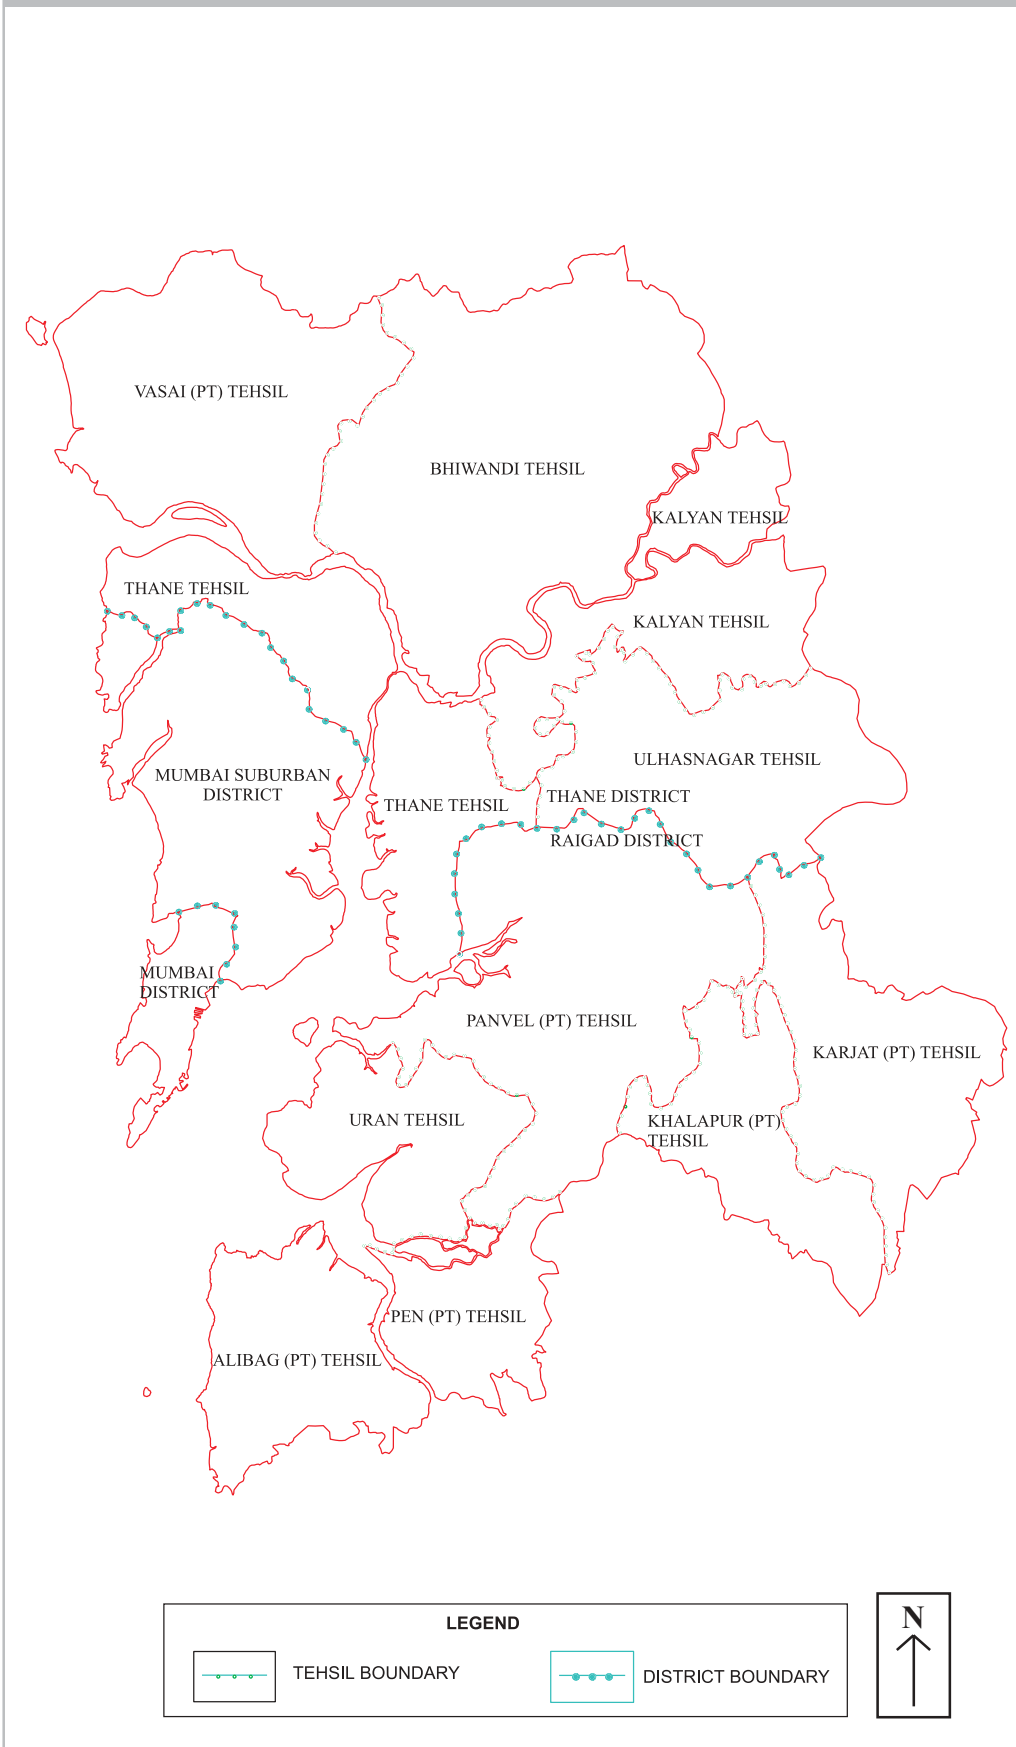 VASAI (PT) TEHSIL
BHIWANDI TEHSIL
KALYAN TEHSIL
THANE TEHSIL
KALYAN TEHSIL
ULHASNAGAR TEHSIL
MUMBAI SUBURBAN
DISTRICT
THANE TEHSIL
THANE DISTRICT
RAIGAD DISTRICT
MUMBAI
DISTRICT
PANVEL (PT) TEHSIL
KARJAT (PT) TEHSIL
URAN TEHSIL
KHALAPUR (PT)
TEHSIL
PEN (PT) TEHSIL
ALIBAG (PT) TEHSIL
LEGEND
TEHSIL BOUNDARY
DISTRICT BOUNDARY
N